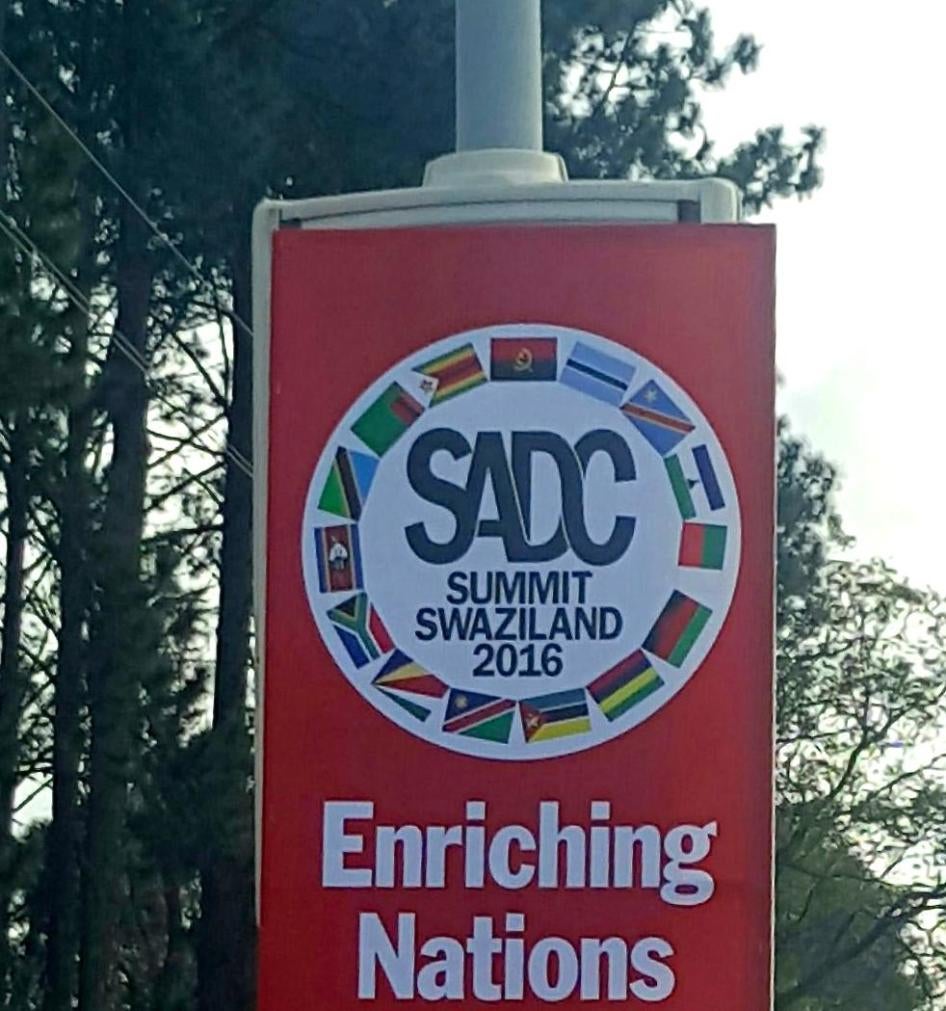 SADC
SUMMIT
SWAZILAND
2016
Enriching
Nations